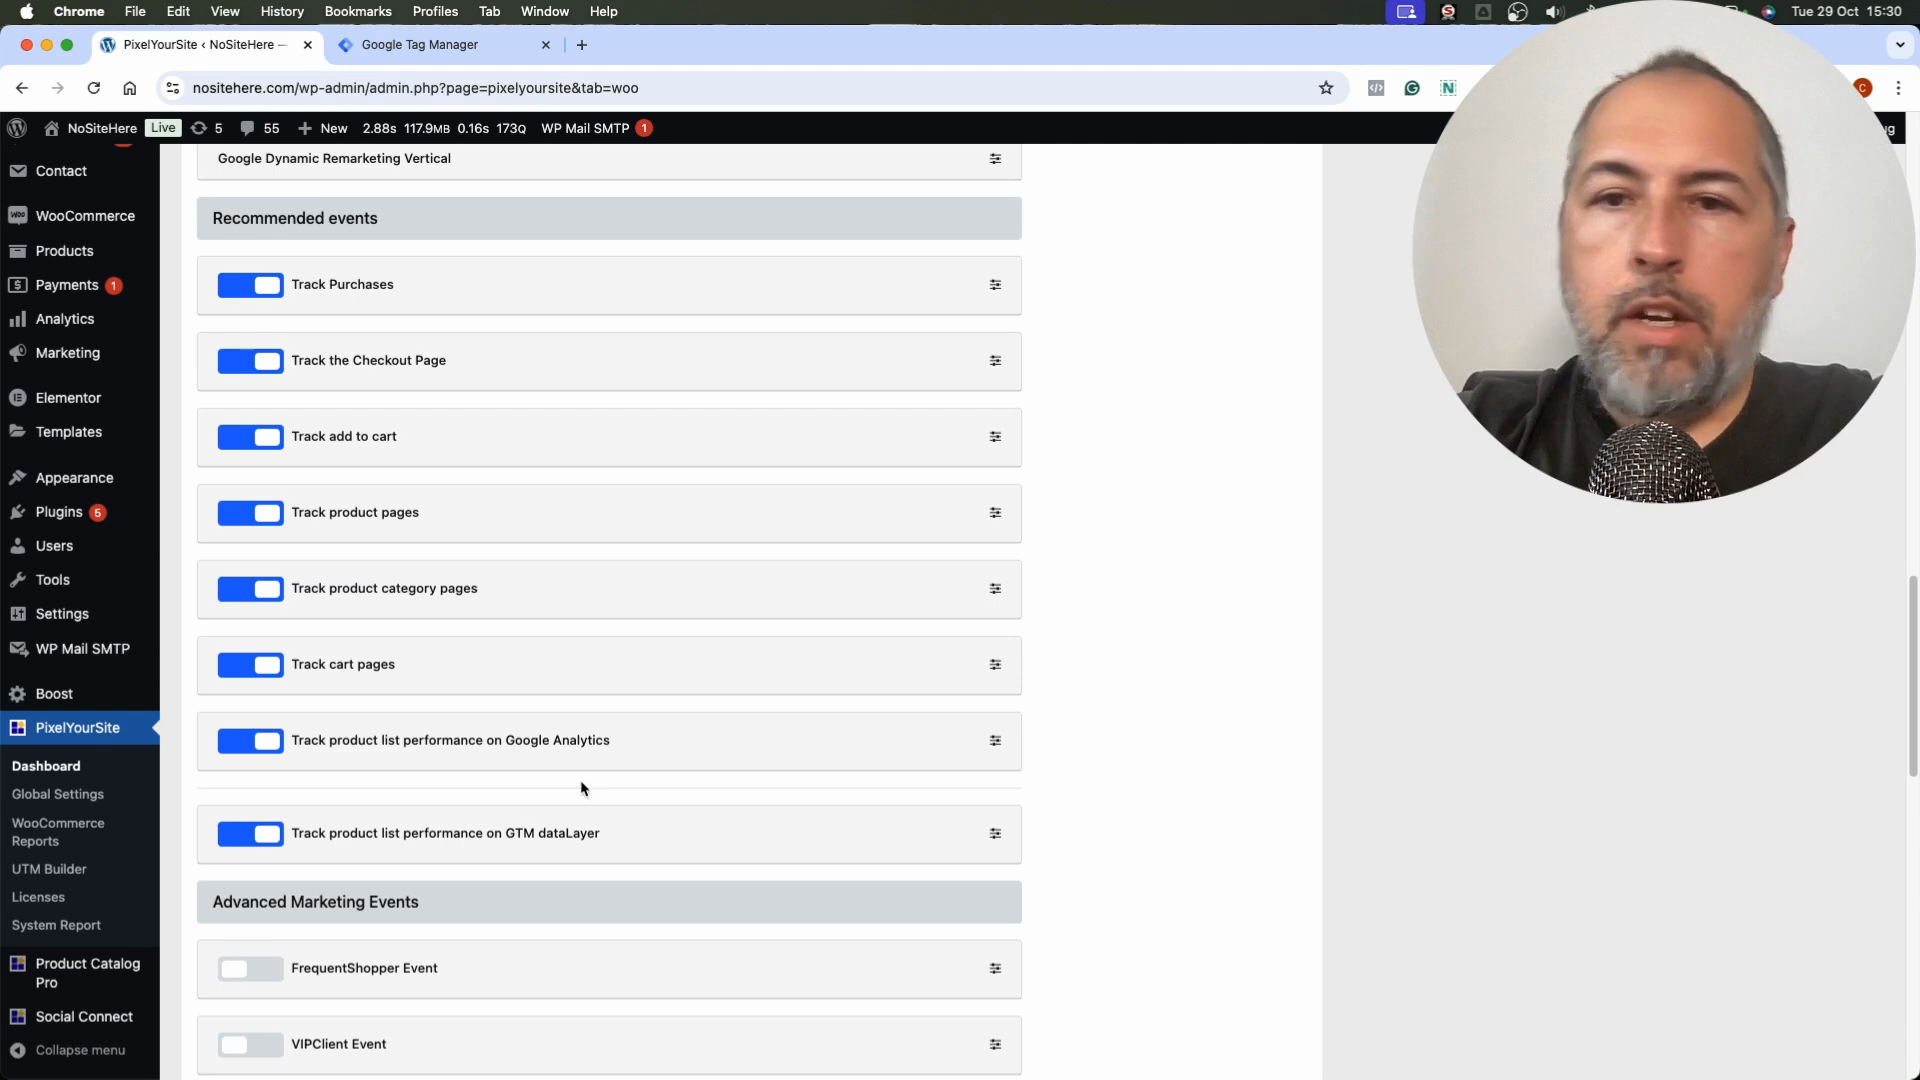 Chrome File Edit View History Bookmarks Profiles Tab Window Help
Tue 29 Oct 15:30
PixelYourSite ‹ NoSiteHere —
Google Tag Manager
nositehere.com/wp-admin/admin.php?page=pixelyoursite&tab=woo
C
NoSiteHere Live 5 55 New 2.88s 117.9MB 0.16s 173Q WP Mail SMTP 1
Contact
WooCommerce
Products
Payments 1
Analytics
Marketing
Elementor
Templates
Appearance
Plugins 5
Users
Tools
Settings
WP Mail SMTP
Boost
PixelYourSite
Dashboard
Global Settings
WooCommerce
Reports
UTM Builder
Licenses
System Report
Product Catalog
Pro
Social Connect
Collapse menu
Google Dynamic Remarketing Vertical
Recommended events
Track Purchases
Track the Checkout Page
Track add to cart
Track product pages
Track product category pages
Track cart pages
Track product list performance on Google Analytics
Track product list performance on GTM dataLayer
Advanced Marketing Events
FrequentShopper Event
VIPClient Event